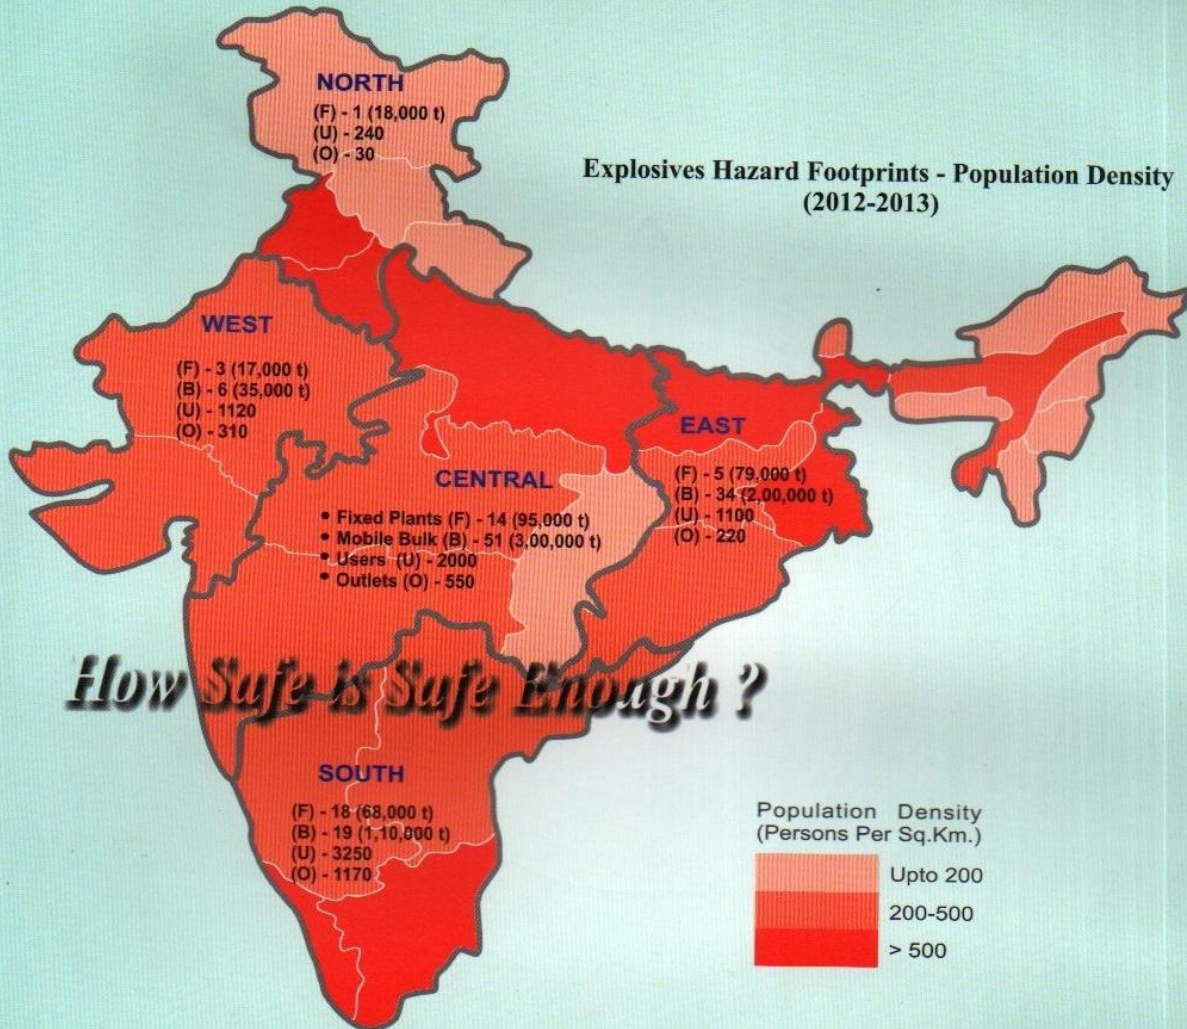 NORTH
(F) - 1 (18,000 t)
(U) - 240
(O) - 30
Explosives Hazard Footprints - Population Density
(2012-2013)
WEST
(F) - 3 (17,000 t)
(B) - 6 (35,000 t)
(U) - 1120
(O) - 310
CENTRAL
• Fixed Plants (F) - 14 (95,000 t)
• Mobile Bulk (B) - 51 (3,00,000 t)
• Users (U) - 2000
• Outlets (O) - 550
EAST
(F) - 5 (79,000 t)
(B) - 34 (2,00,000 t)
(U) - 1100
(O) - 220
How Safe is Safe Enough ?
SOUTH
(F) - 18 (68,000 t)
(B) - 19 (1,10,000 t)
(U) - 3250
(O) - 1170
Population Density
(Persons Per Sq.Km.)
Upto 200
200-500
> 500